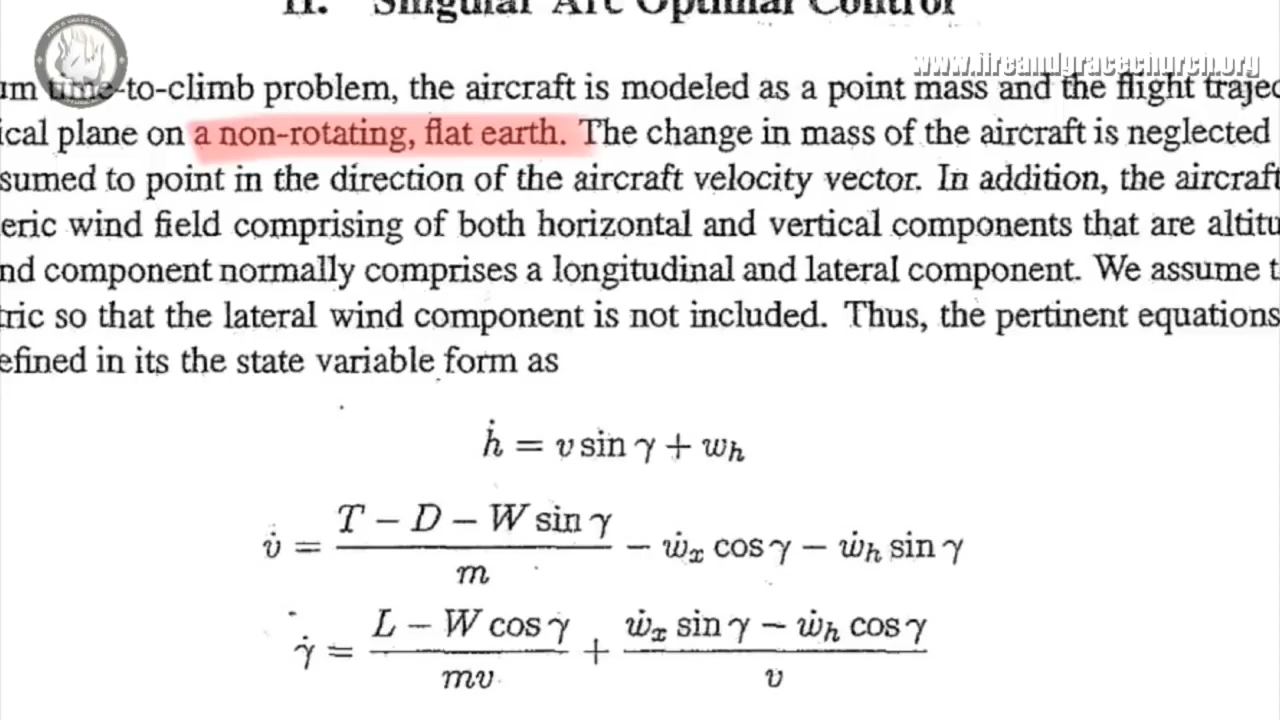 II. Singular Arc Optimal Control
www.fireandgracechurch.org
um time-to-climb problem, the aircraft is modeled as a point mass and the flight trajec
ical plane on a non-rotating, flat earth. The change in mass of the aircraft is neglected
sumed to point in the direction of the aircraft velocity vector. In addition, the aircraft
eric wind field comprising of both horizontal and vertical components that are altitu
nd component normally comprises a longitudinal and lateral component. We assume t
tric so that the lateral wind component is not included. Thus, the pertinent equations
efined in its the state variable form as
ḣ = v sin γ + w_h
v̇ = (T − D − W sin γ)/m − ẇ_x cos γ − ẇ_h sin γ
γ̇ = (L − W cos γ)/(mv) + (ẇ_x sin γ − ẇ_h cos γ)/v